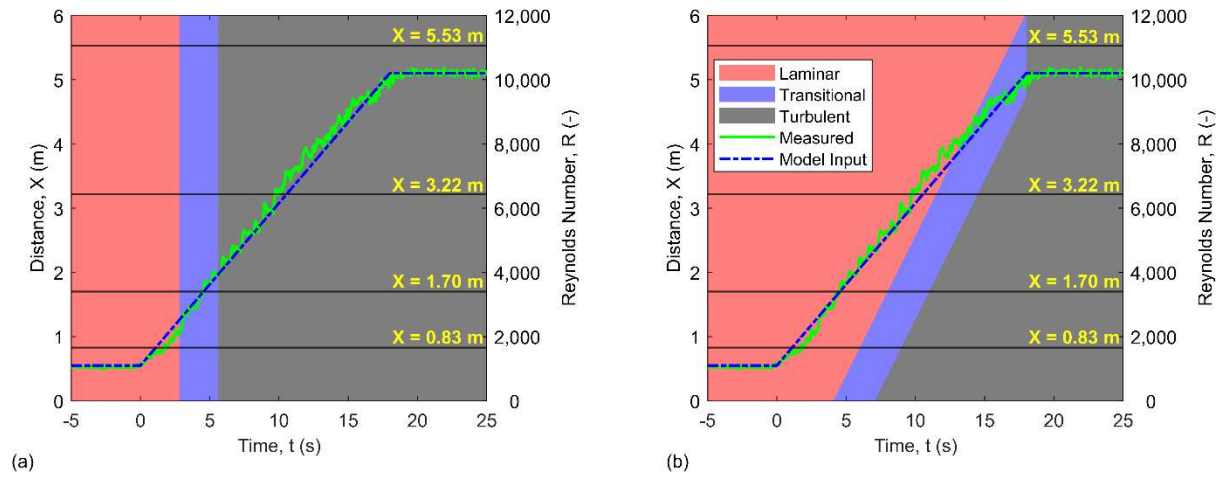 6
5
4
3
2
1
0
Distance, X (m)
12,000
10,000
8,000
6,000
4,000
2,000
0
Reynolds Number, R (-)
X = 5.53 m
X = 3.22 m
X = 1.70 m
X = 0.83 m
-5 0 5 10 15 20 25
Time, t (s)
(a)
6
5
4
3
2
1
0
Distance, X (m)
12,000
10,000
8,000
6,000
4,000
2,000
0
Reynolds Number, R (-)
X = 5.53 m
Laminar
Transitional
Turbulent
Measured
Model Input
X = 3.22 m
X = 1.70 m
X = 0.83 m
-5 0 5 10 15 20 25
Time, t (s)
(b)